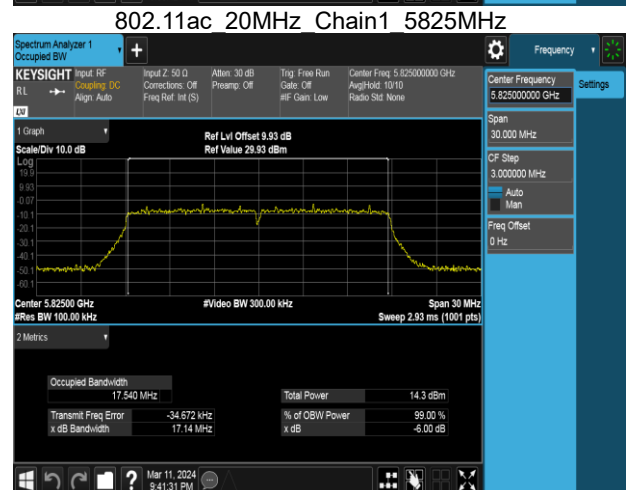 802.11ac_20MHz_Chain1_5825MHz
Spectrum Analyzer 1
Occupied BW
Frequency
KEYSIGHT Input: RF Input Z: 50 Ω Atten: 30 dB Trig: Free Run Center Freq: 5.825000000 GHz
RL Coupling: DC Corrections: Off Preamp: Off Gate: Off Avg|Hold: 10/10
Align: Auto Freq Ref: Int (S) #IF Gain: Low Radio Std: None
LXI
Center Frequency
5.825000000 GHz
Settings
Span
30.000 MHz
CF Step
3.000000 MHz
Auto
Man
Freq Offset
0 Hz
1 Graph
Ref Lvl Offset 9.93 dB
Scale/Div 10.0 dB Ref Value 29.93 dBm
Log
19.9
9.93
-0.07
-10.1
-20.1
-30.1
-40.1
-50.1
-60.1
Center 5.82500 GHz #Video BW 300.00 kHz Span 30 MHz
#Res BW 100.00 kHz Sweep 2.93 ms (1001 pts)
2 Metrics
Occupied Bandwidth
17.540 MHz Total Power 14.3 dBm
Transmit Freq Error -34.672 kHz % of OBW Power 99.00 %
x dB Bandwidth 17.14 MHz x dB -6.00 dB
? Mar 11, 2024
9:41:31 PM